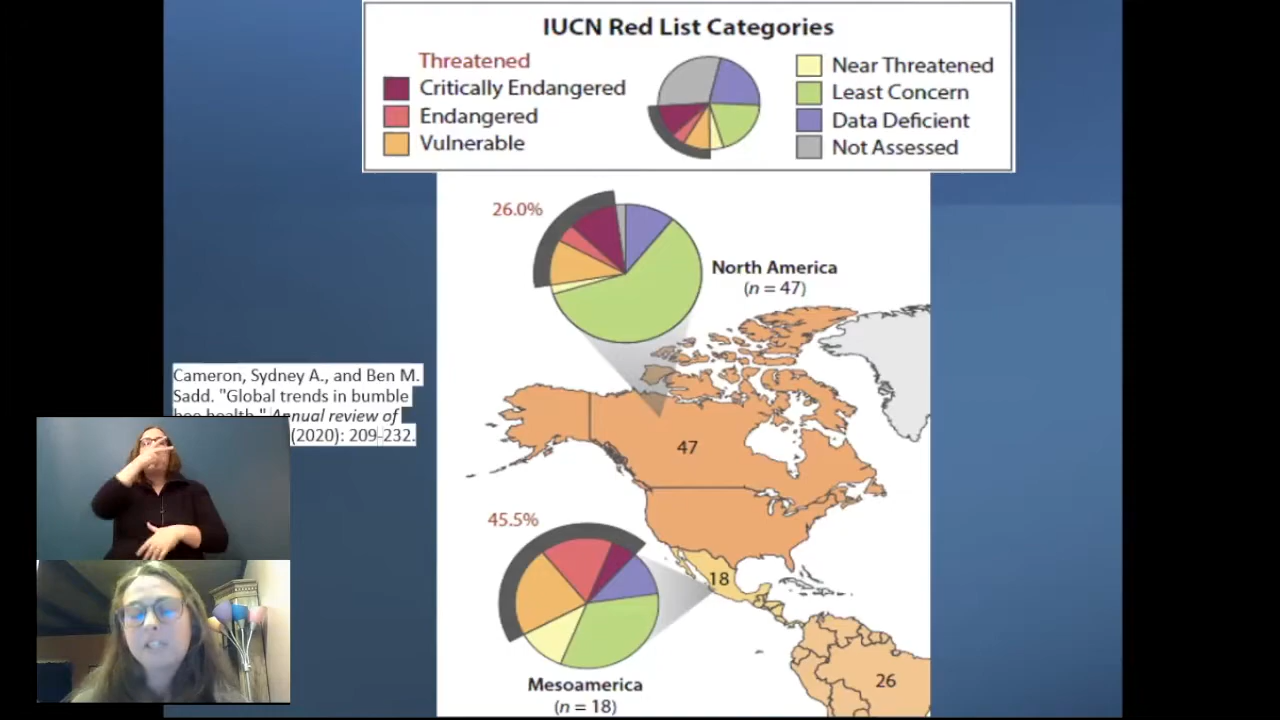 IUCN Red List Categories
Threatened
Critically Endangered
Endangered
Vulnerable
Near Threatened
Least Concern
Data Deficient
Not Assessed
26.0%
North America
(n = 47)
Cameron, Sydney A., and Ben M.
Sadd. "Global trends in bumble
bee health." Annual review of
(2020): 209-232.
47
45.5%
18
Mesoamerica
(n = 18)
26